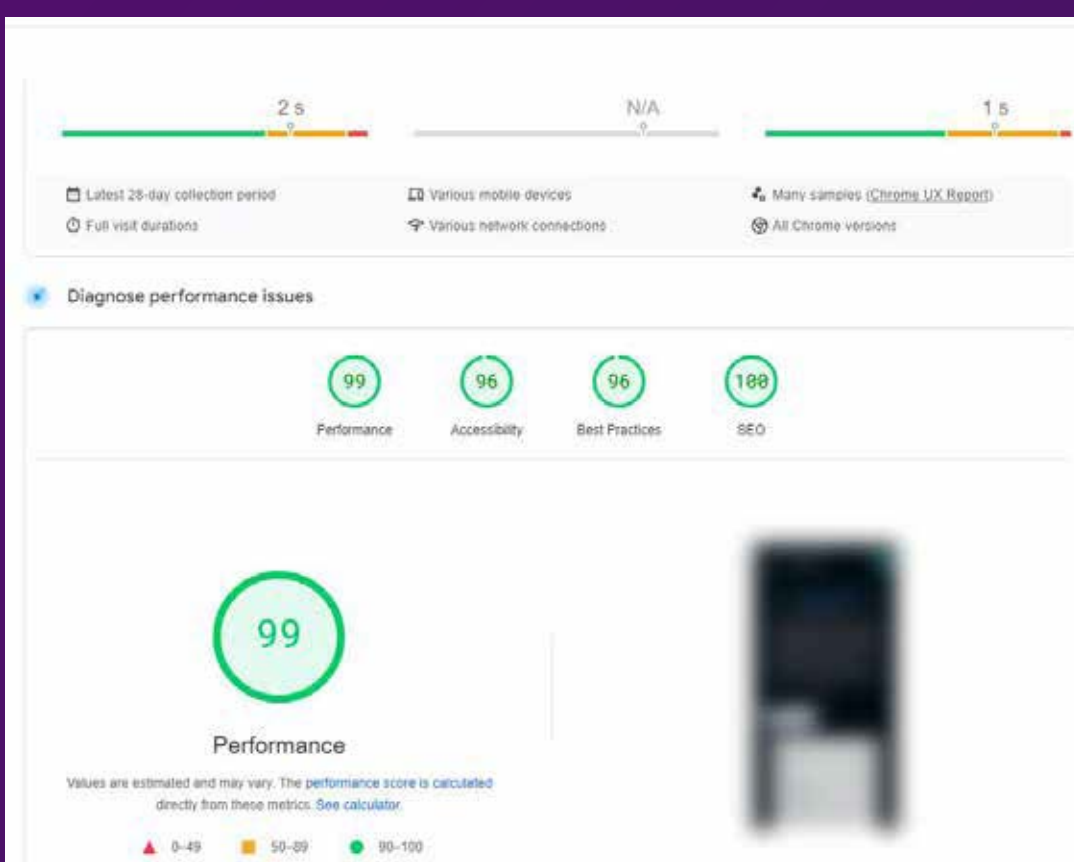 2 s
N/A
1 s
Latest 28-day collection period
Various mobile devices
Many samples (Chrome UX Report)
Full visit durations
Various network connections
All Chrome versions
Diagnose performance issues
99
96
96
100
Performance
Accessibility
Best Practices
SEO
99
Performance
Values are estimated and may vary. The performance score is calculated
directly from these metrics. See calculator.
0–49
50–89
90–100